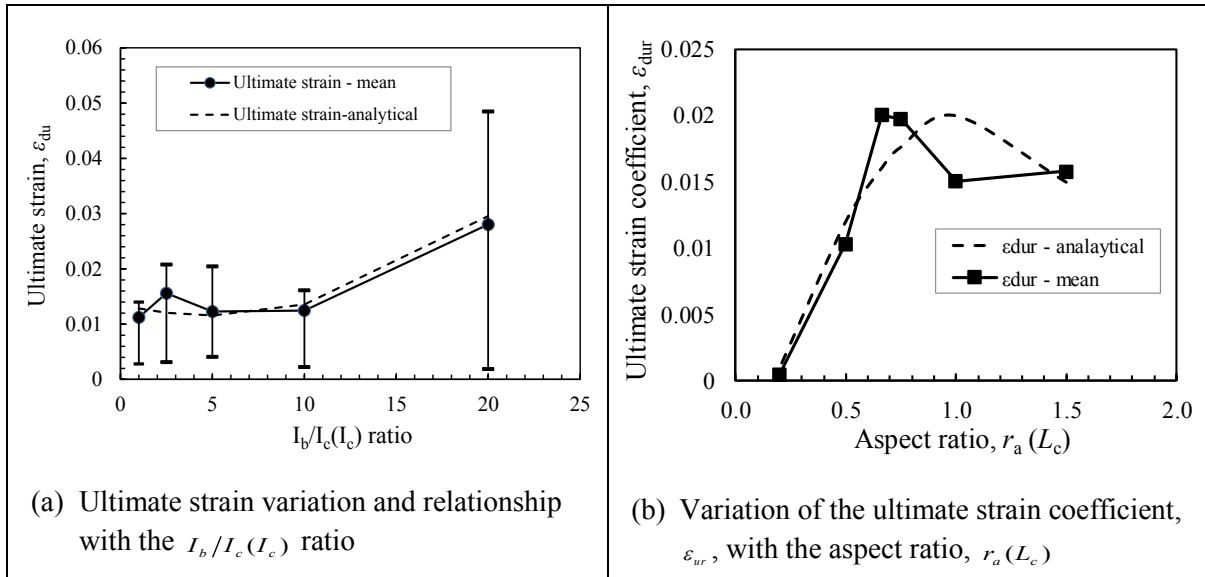 0.06
0.05
0.04
0.03
0.02
0.01
0
Ultimate strain, εdu
Ultimate strain - mean
Ultimate strain-analytical
0 5 10 15 20 25
Ib/Ic(Ic) ratio
(a) Ultimate strain variation and relationship
with the Ib/Ic(Ic) ratio
0.025
0.02
0.015
0.01
0.005
0
Ultimate strain coefficient, εdur
εdur - analaytical
εdur - mean
0.0 0.5 1.0 1.5 2.0
Aspect ratio, ra (Lc)
(b) Variation of the ultimate strain coefficient,
εur, with the aspect ratio, ra(Lc)